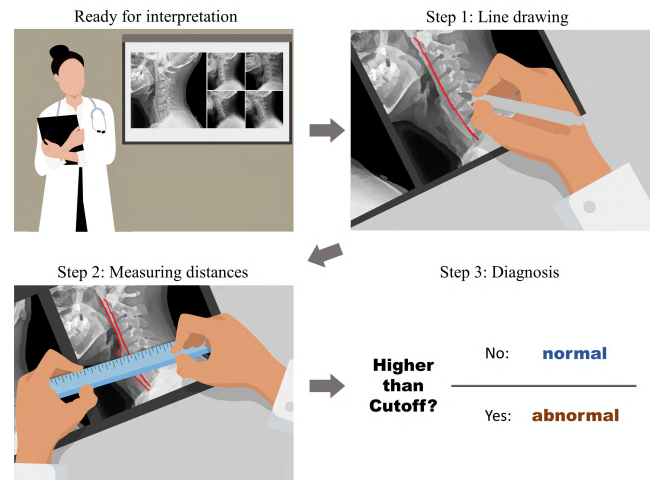 Ready for interpretation
Step 1: Line drawing
Step 2: Measuring distances
Step 3: Diagnosis
Higher
than
Cutoff?
No: normal
Yes: abnormal